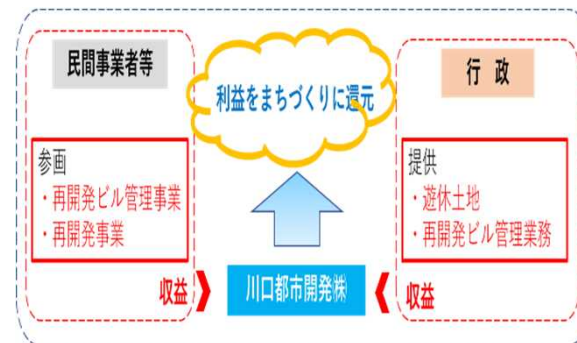 民間事業者等
利益をまちづくりに還元
行 政
参画
・再開発ビル管理事業
・再開発事業
提供
・遊休土地
・再開発ビル管理業務
収益
川口都市開発㈱
収益